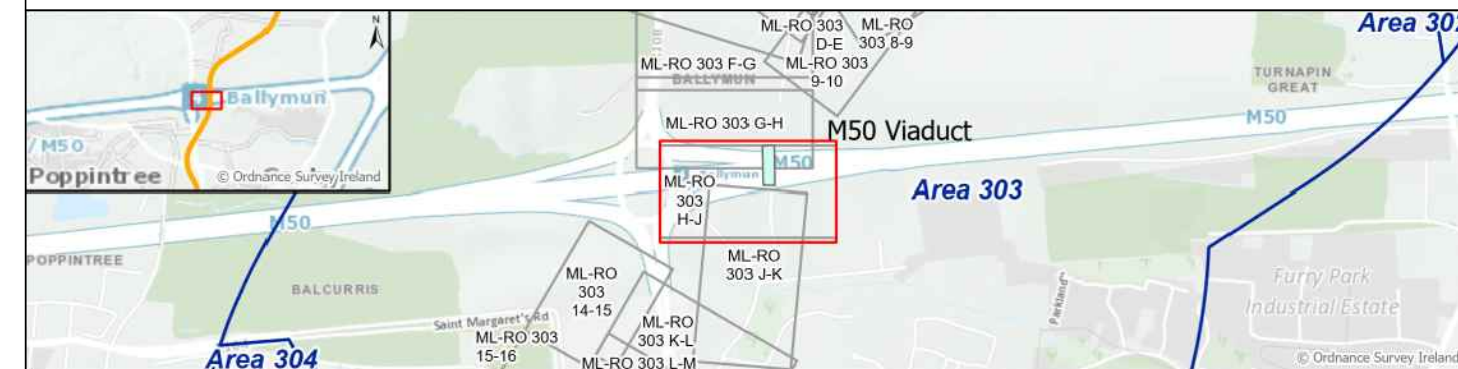 N
Ballymun
M50
Poppintree
© Ordnance Survey Ireland
ML-RO 303
D-E
ML-RO
303 8-9
ML-RO 303 F-G
ML-RO 303
9-10
BALLYMUN
ML-RO 303 G-H
M50 Viaduct
M50
Ballymun
ML-RO
303
H-J
Area 303
TURNAPIN
GREAT
M50
M50
POPPINTREE
BALCURRIS
ML-RO
303
14-15
ML-RO
303 J-K
Saint Margaret's Rd
ML-RO 303
15-16
ML-RO
303 K-L
ML-RO 303 L-M
Area 304
Parkland
Furry Park
Industrial Estate
© Ordnance Survey Ireland